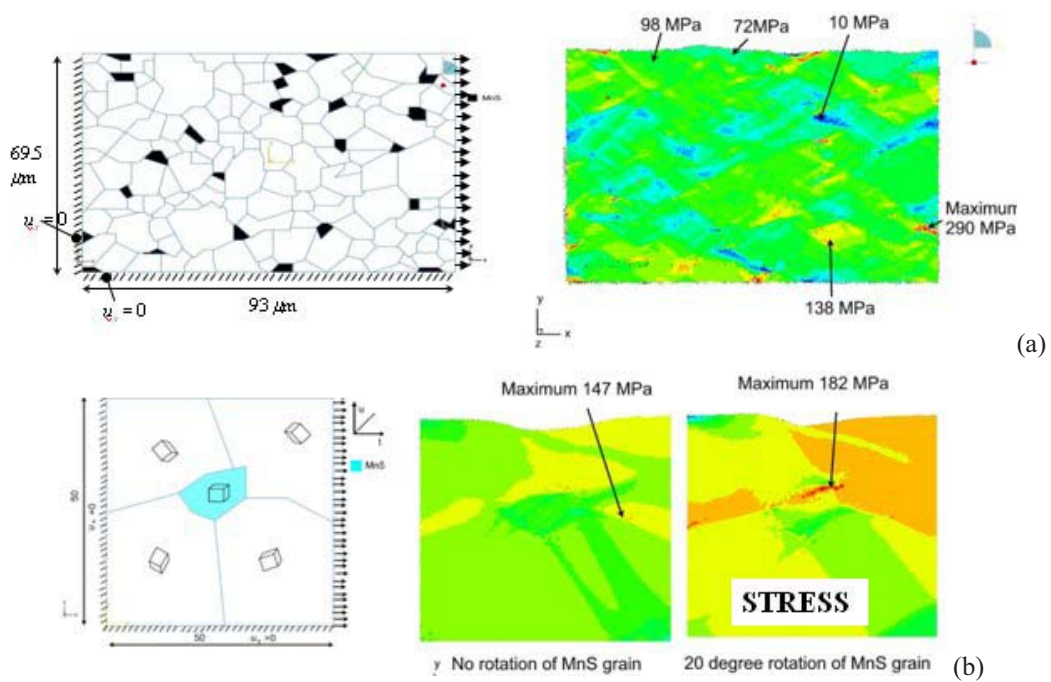 98 MPa
72MPa
10 MPa
MnS
69.5
μm
= 0
Maximum
290 MPa
93 μm
= 0
138 MPa
y
x
z
(a)
Maximum 147 MPa
Maximum 182 MPa
u
t
MnS
50
=0
STRESS
50
=0
y
No rotation of MnS grain
20 degree rotation of MnS grain
(b)